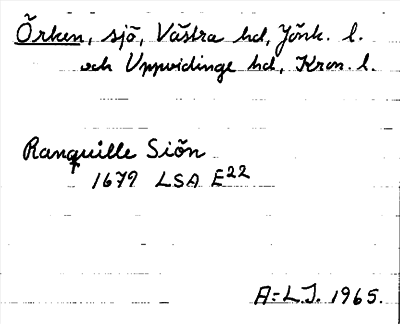 Örken, sjö, Västra hd, Jönk. l.
och Uppvidinge hd, Kron. l.
Ranquille Siön
↑ 1679 LSA E22
A:L.J. 1965.